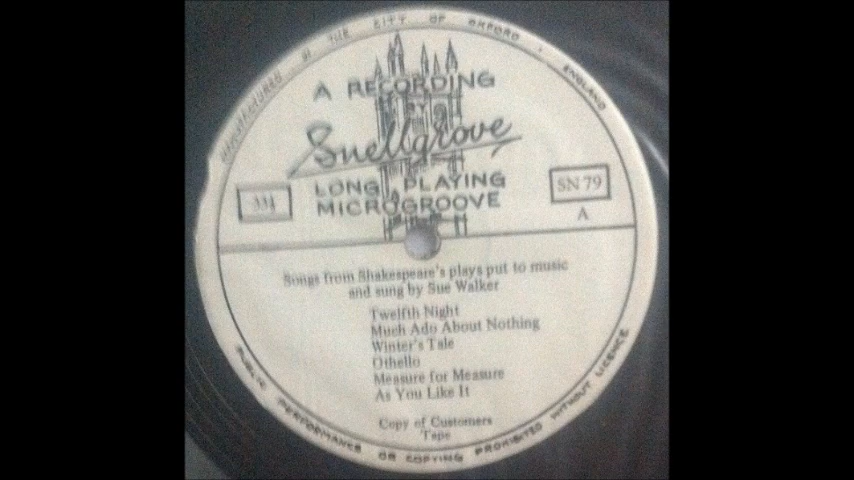 MANUFACTURED IN THE CITY OF OXFORD . ENGLAND
A RECORDING
BY
Snellgrove
LONG PLAYING
MICROGROOVE
33⅓
SN 79
A
Songs from Shakespeare's plays put to music
and sung by Sue Walker
Twelfth Night
Much Ado About Nothing
Winter's Tale
Othello
Measure for Measure
As You Like It
Copy of Customers
Tape
PUBLIC PERFORMANCE OR COPYING PROHIBITED WITHOUT LICENCE